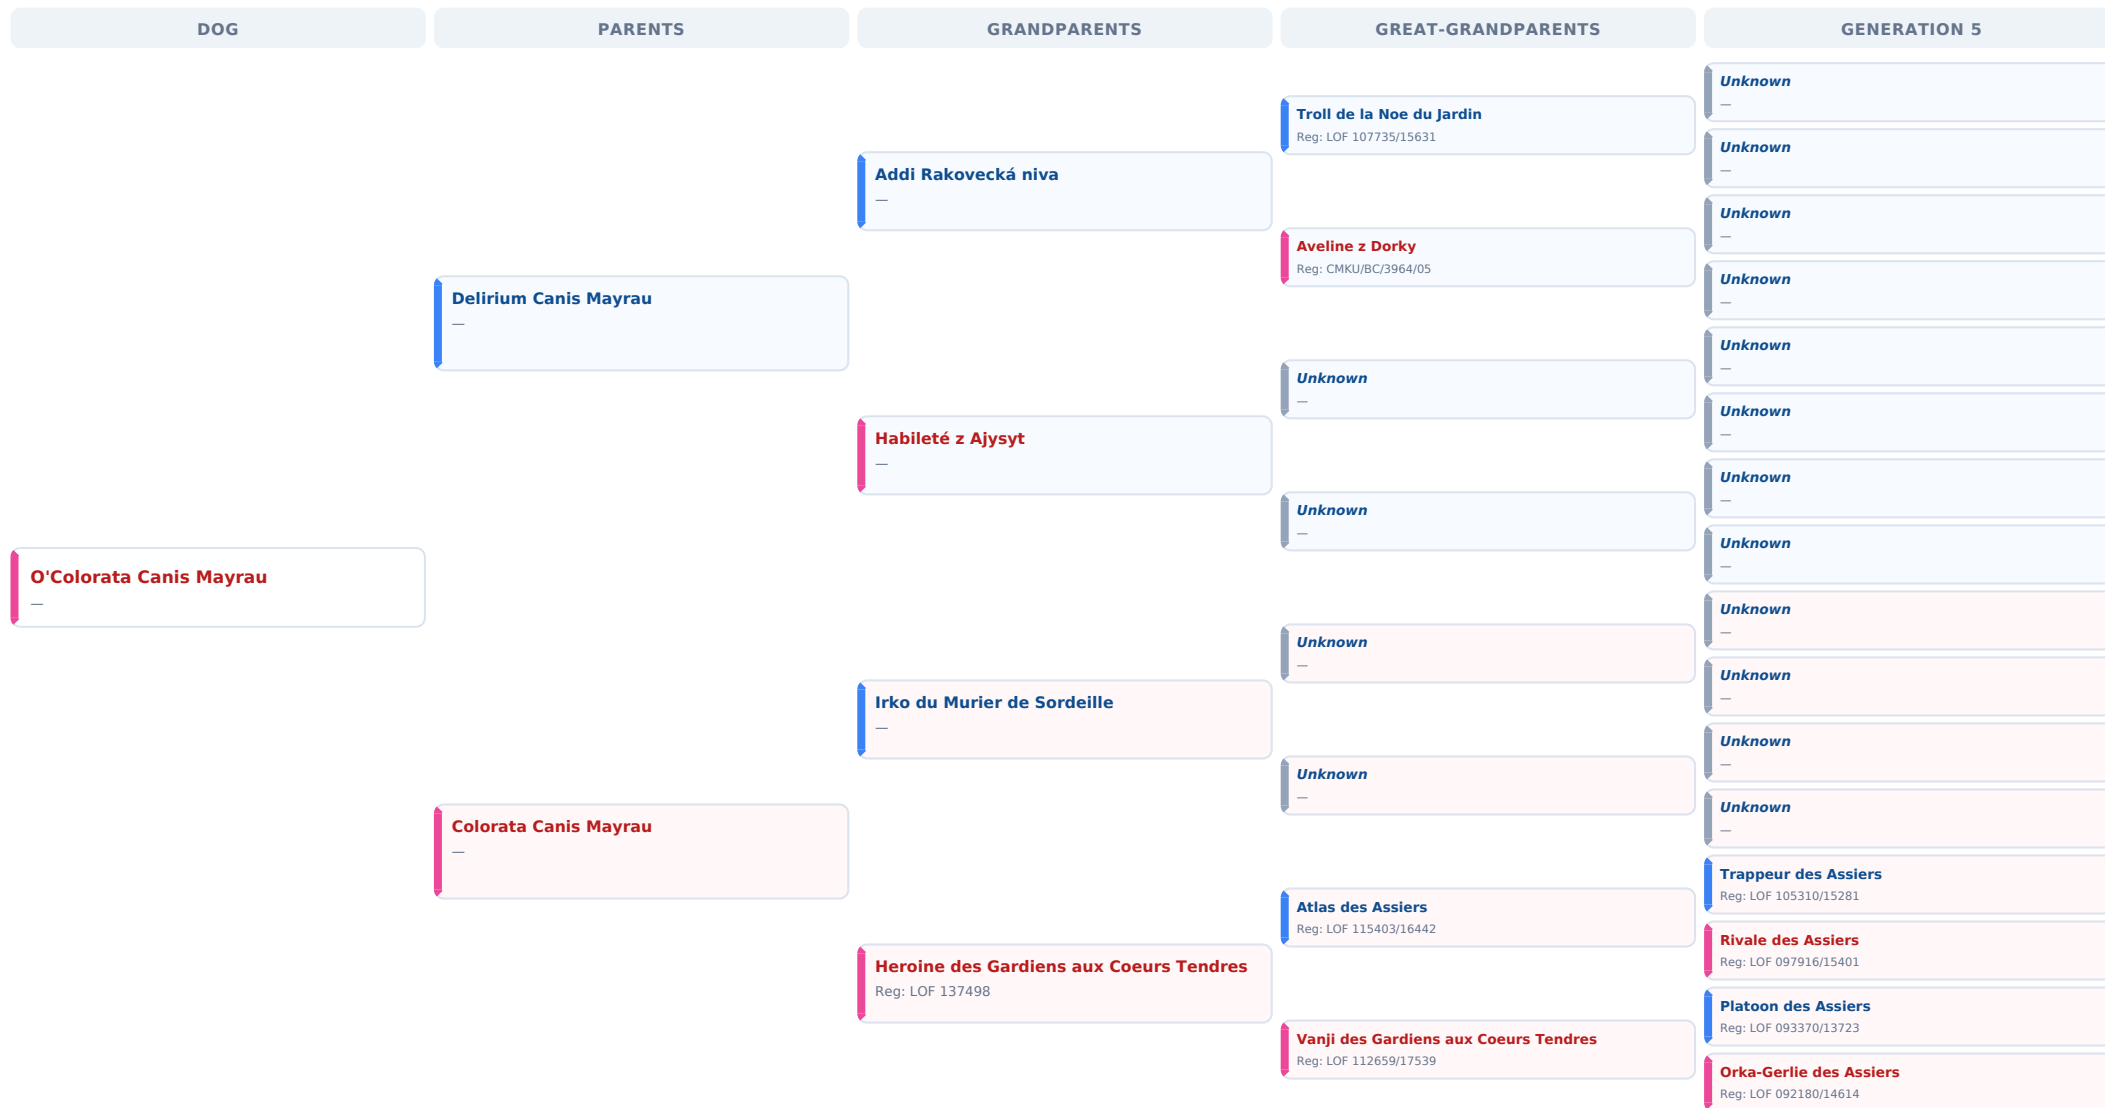 DOG
PARENTS
GRANDPARENTS
GREAT-GRANDPARENTS
GENERATION 5
O'Colorata Canis Mayrau
—
Delirium Canis Mayrau
—
Colorata Canis Mayrau
—
Addi Rakovecká niva
—
Habileté z Ajysyt
—
Irko du Murier de Sordeille
—
Heroine des Gardiens aux Coeurs Tendres
Reg: LOF 137498
Troll de la Noe du Jardin
Reg: LOF 107735/15631
Aveline z Dorky
Reg: CMKU/BC/3964/05
Unknown
—
Unknown
—
Unknown
—
Unknown
—
Atlas des Assiers
Reg: LOF 115403/16442
Vanji des Gardiens aux Coeurs Tendres
Reg: LOF 112659/17539
Unknown
—
Unknown
—
Unknown
—
Unknown
—
Unknown
—
Unknown
—
Unknown
—
Unknown
—
Unknown
—
Unknown
—
Unknown
—
Unknown
—
Trappeur des Assiers
Reg: LOF 105310/15281
Rivale des Assiers
Reg: LOF 097916/15401
Platoon des Assiers
Reg: LOF 093370/13723
Orka-Gerlie des Assiers
Reg: LOF 092180/14614